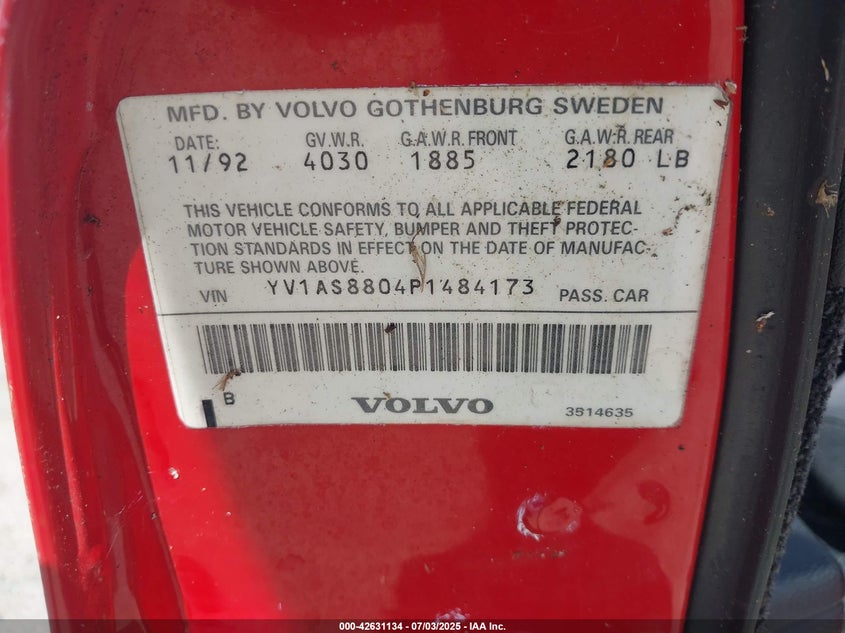 MFD. BY VOLVO GOTHENBURG SWEDEN
DATE: G.V.W.R. G.A.W.R. FRONT G.A.W.R. REAR
11/92 4030 1885 2180 LB
THIS VEHICLE CONFORMS TO ALL APPLICABLE FEDERAL
MOTOR VEHICLE SAFETY, BUMPER AND THEFT PROTEC-
TION STANDARDS IN EFFECT ON THE DATE OF MANUFAC-
TURE SHOWN ABOVE.
VIN YV1AS8804P1484173 PASS. CAR
B VOLVO 3514635
000-42631134 - 07/03/2025 - IAA Inc.